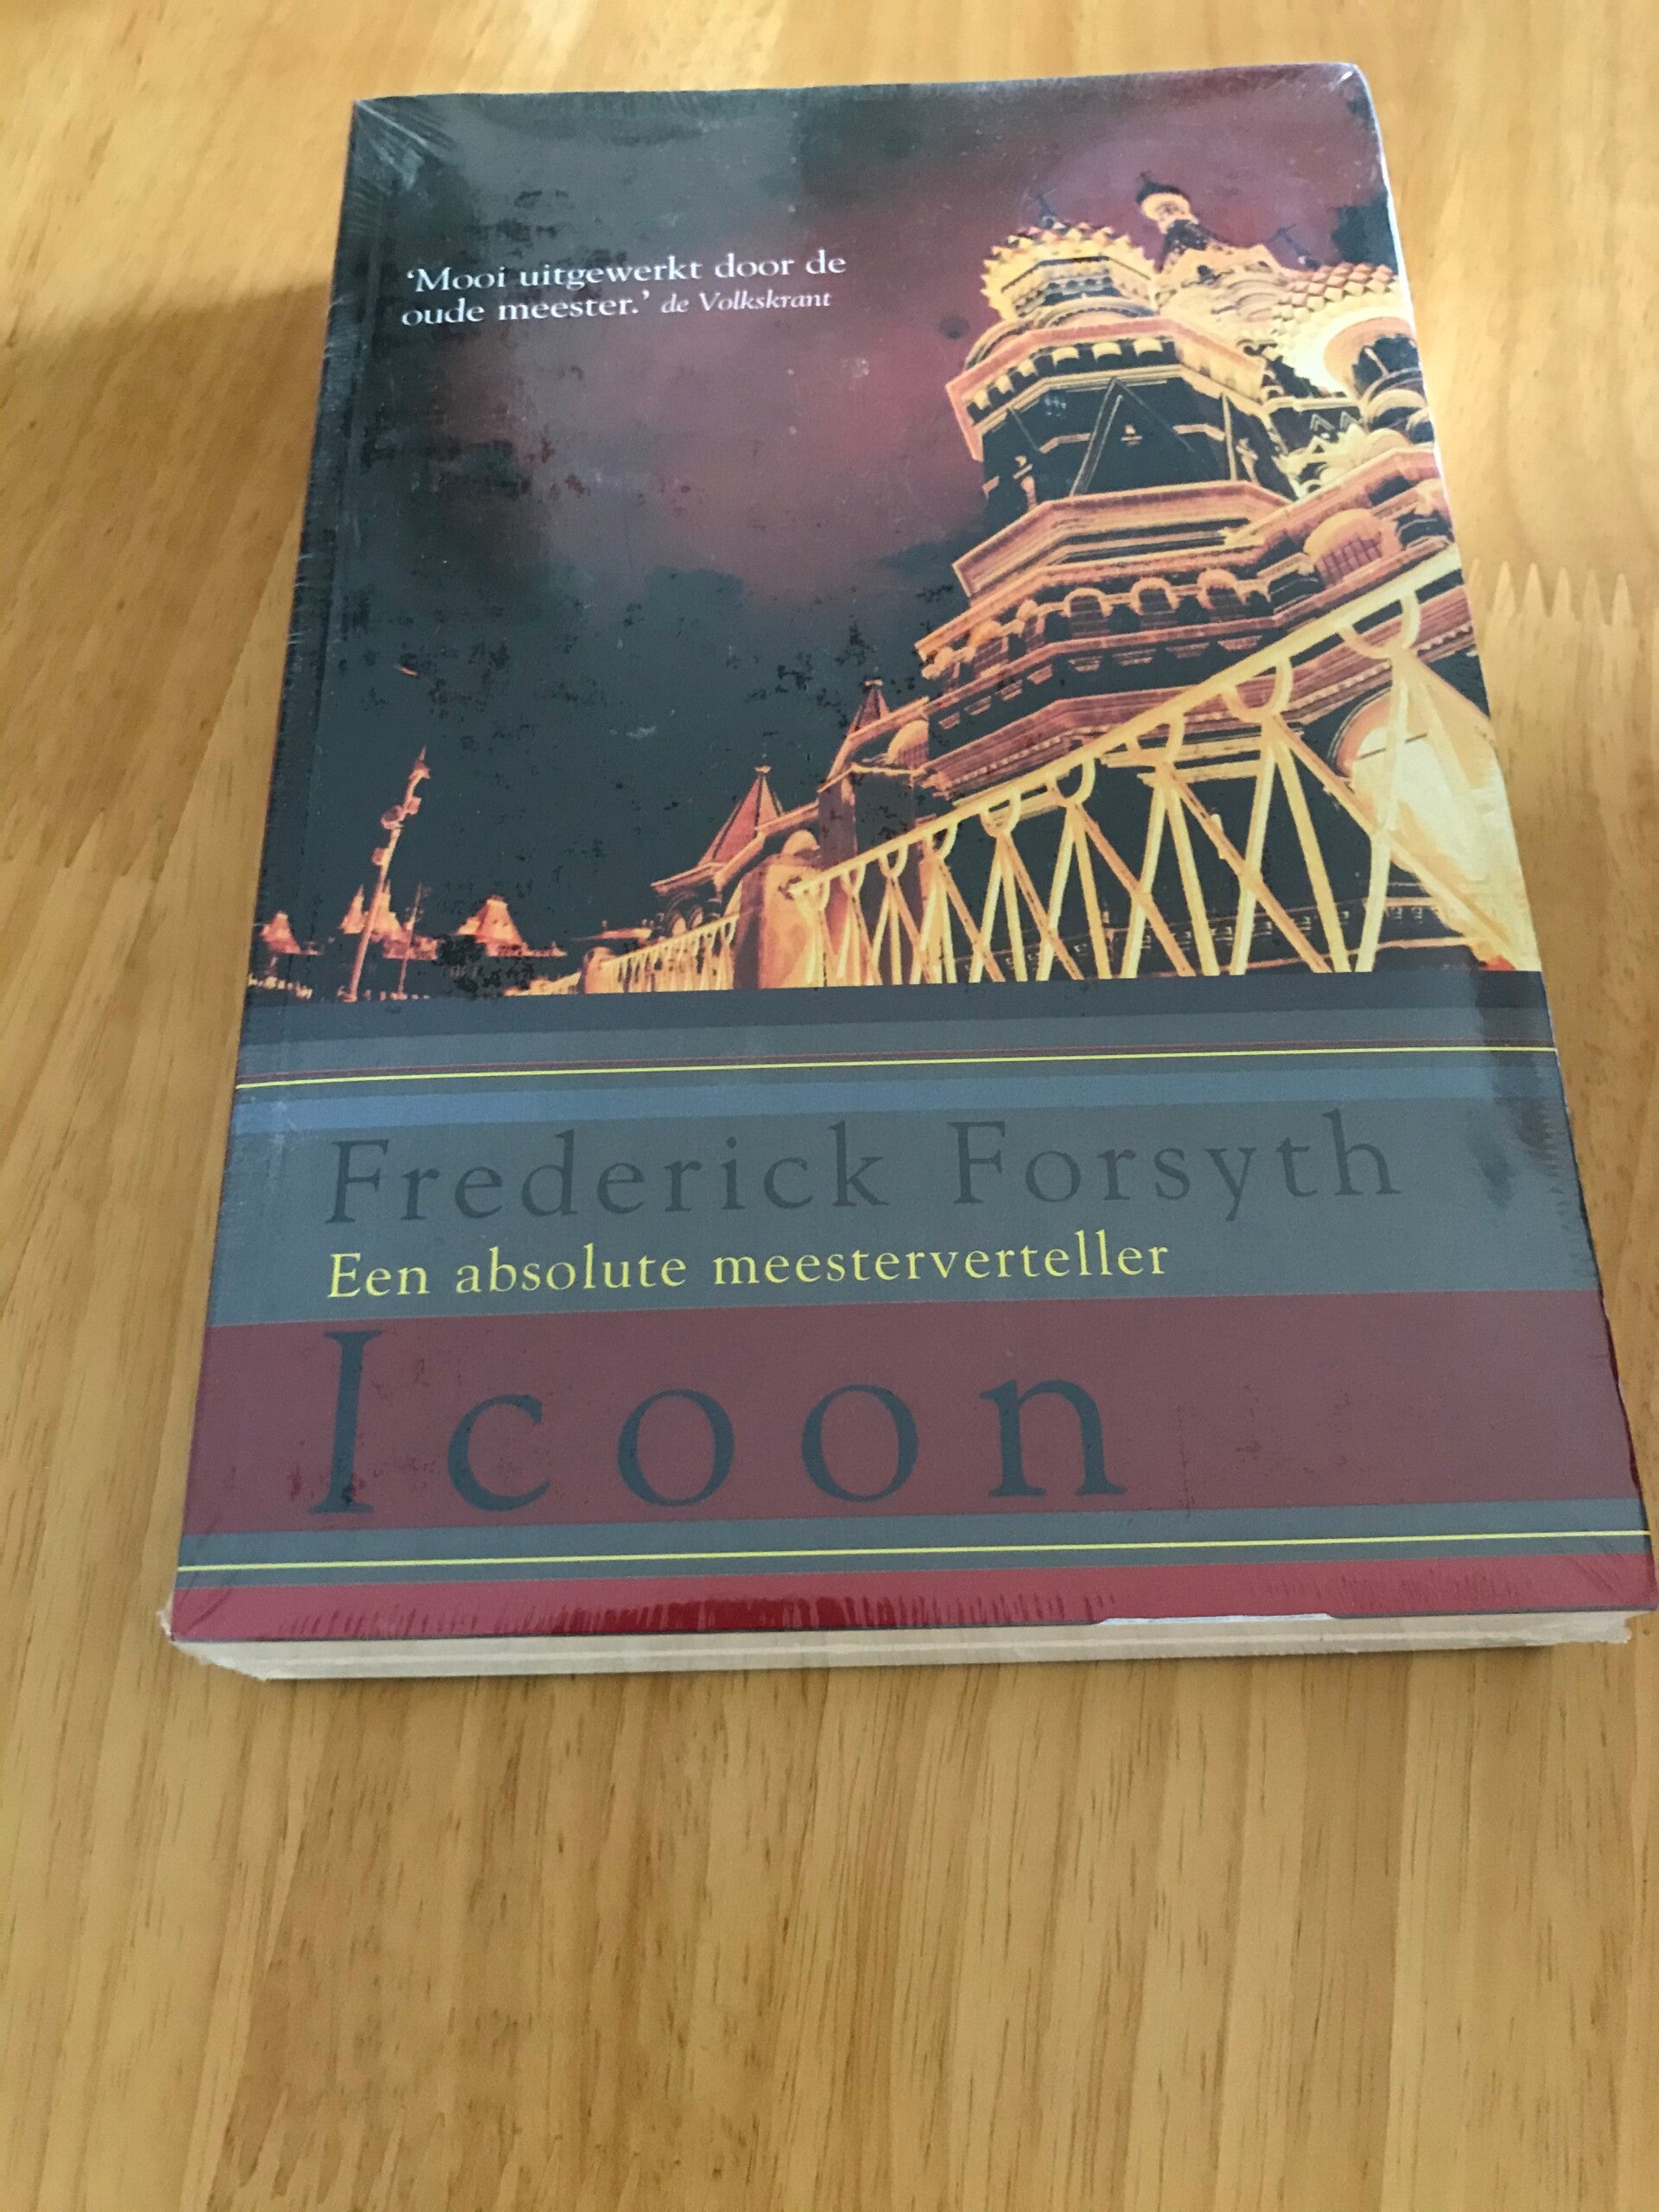 ‘Mooi uitgewerkt door de
oude meester.’ de Volkskrant
Frederick Forsyth
Een absolute meesterverteller
Icoon